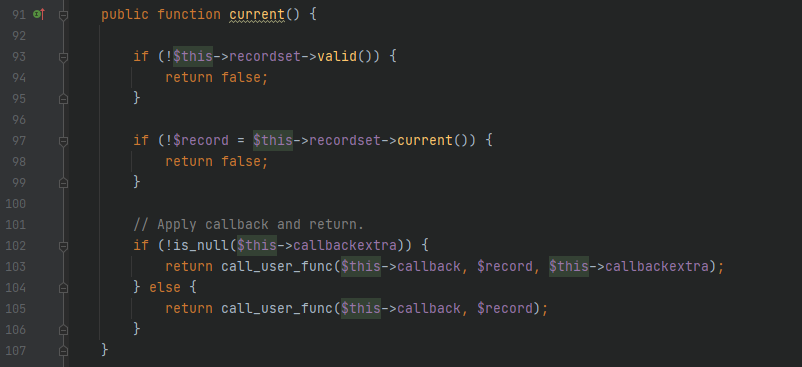 91 public function current() {
92
93 if (!$this->recordset->valid()) {
94 return false;
95 }
96
97 if (!$record = $this->recordset->current()) {
98 return false;
99 }
100
101 // Apply callback and return.
102 if (!is_null($this->callbackextra)) {
103 return call_user_func($this->callback, $record, $this->callbackextra);
104 } else {
105 return call_user_func($this->callback, $record);
106 }
107 }